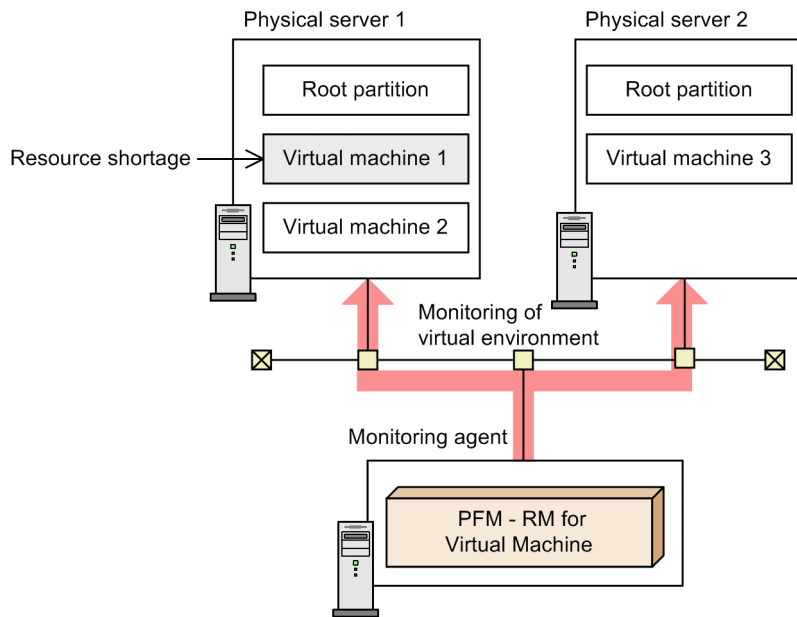 Physical server 1
Physical server 2
Root partition
Root partition
Resource shortage
Virtual machine 1
Virtual machine 3
Virtual machine 2
Monitoring of
virtual environment
Monitoring agent
PFM - RM for
Virtual Machine